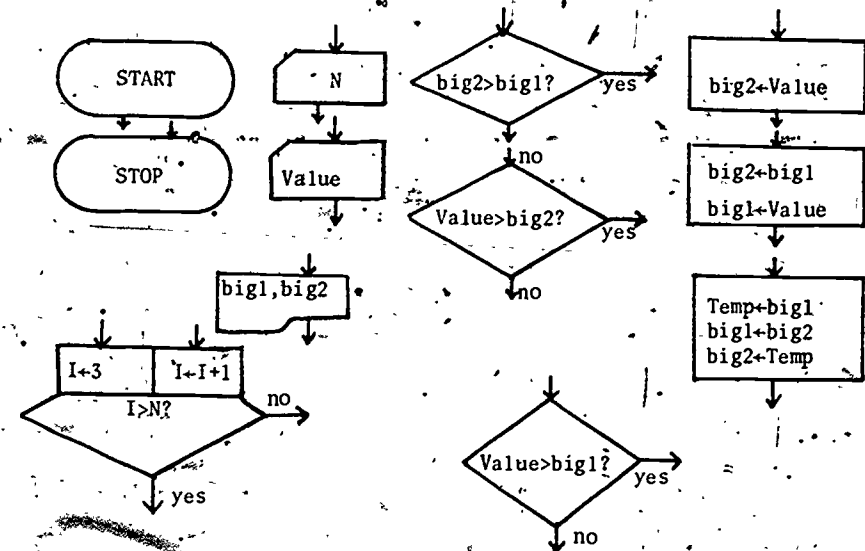 START
STOP
N
Value
big2>big1?
yes
no
Value>big2?
yes
no
big2←Value
big2←big1
big1←Value
Temp←big1
big1←big2
big2←Temp
big1,big2
I←3
I←I+1
I>N?
no
yes
Value>big1?
yes
no